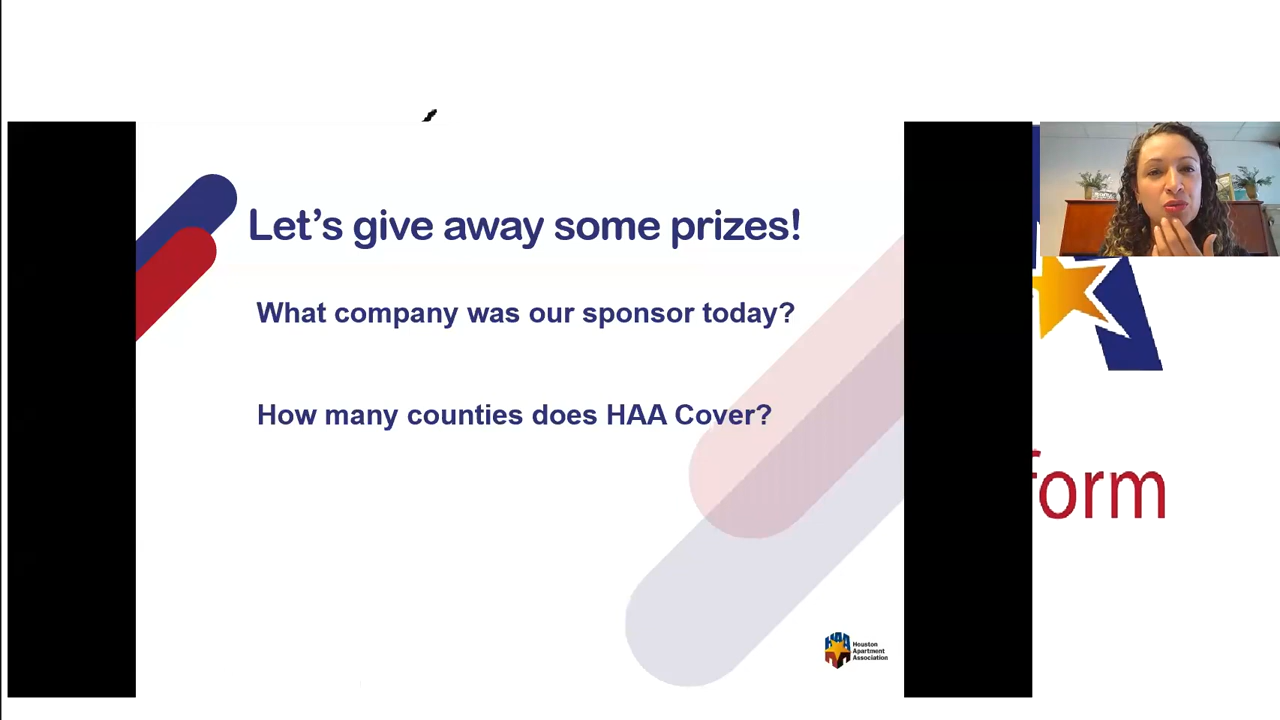 Let's give away some prizes!
What company was our sponsor today?
How many counties does HAA Cover?
form
HAA
Houston
Apartment
Association